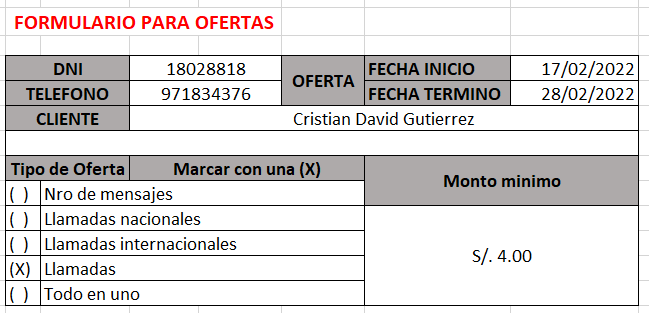 FORMULARIO PARA OFERTAS
DNI 18028818 OFERTA FECHA INICIO 17/02/2022
TELEFONO 971834376 FECHA TERMINO 28/02/2022
CLIENTE Cristian David Gutierrez
Tipo de Oferta Marcar con una (X) Monto minimo
( ) Nro de mensajes
( ) Llamadas nacionales
( ) Llamadas internacionales
(X) Llamadas
( ) Todo en uno
S/. 4.00